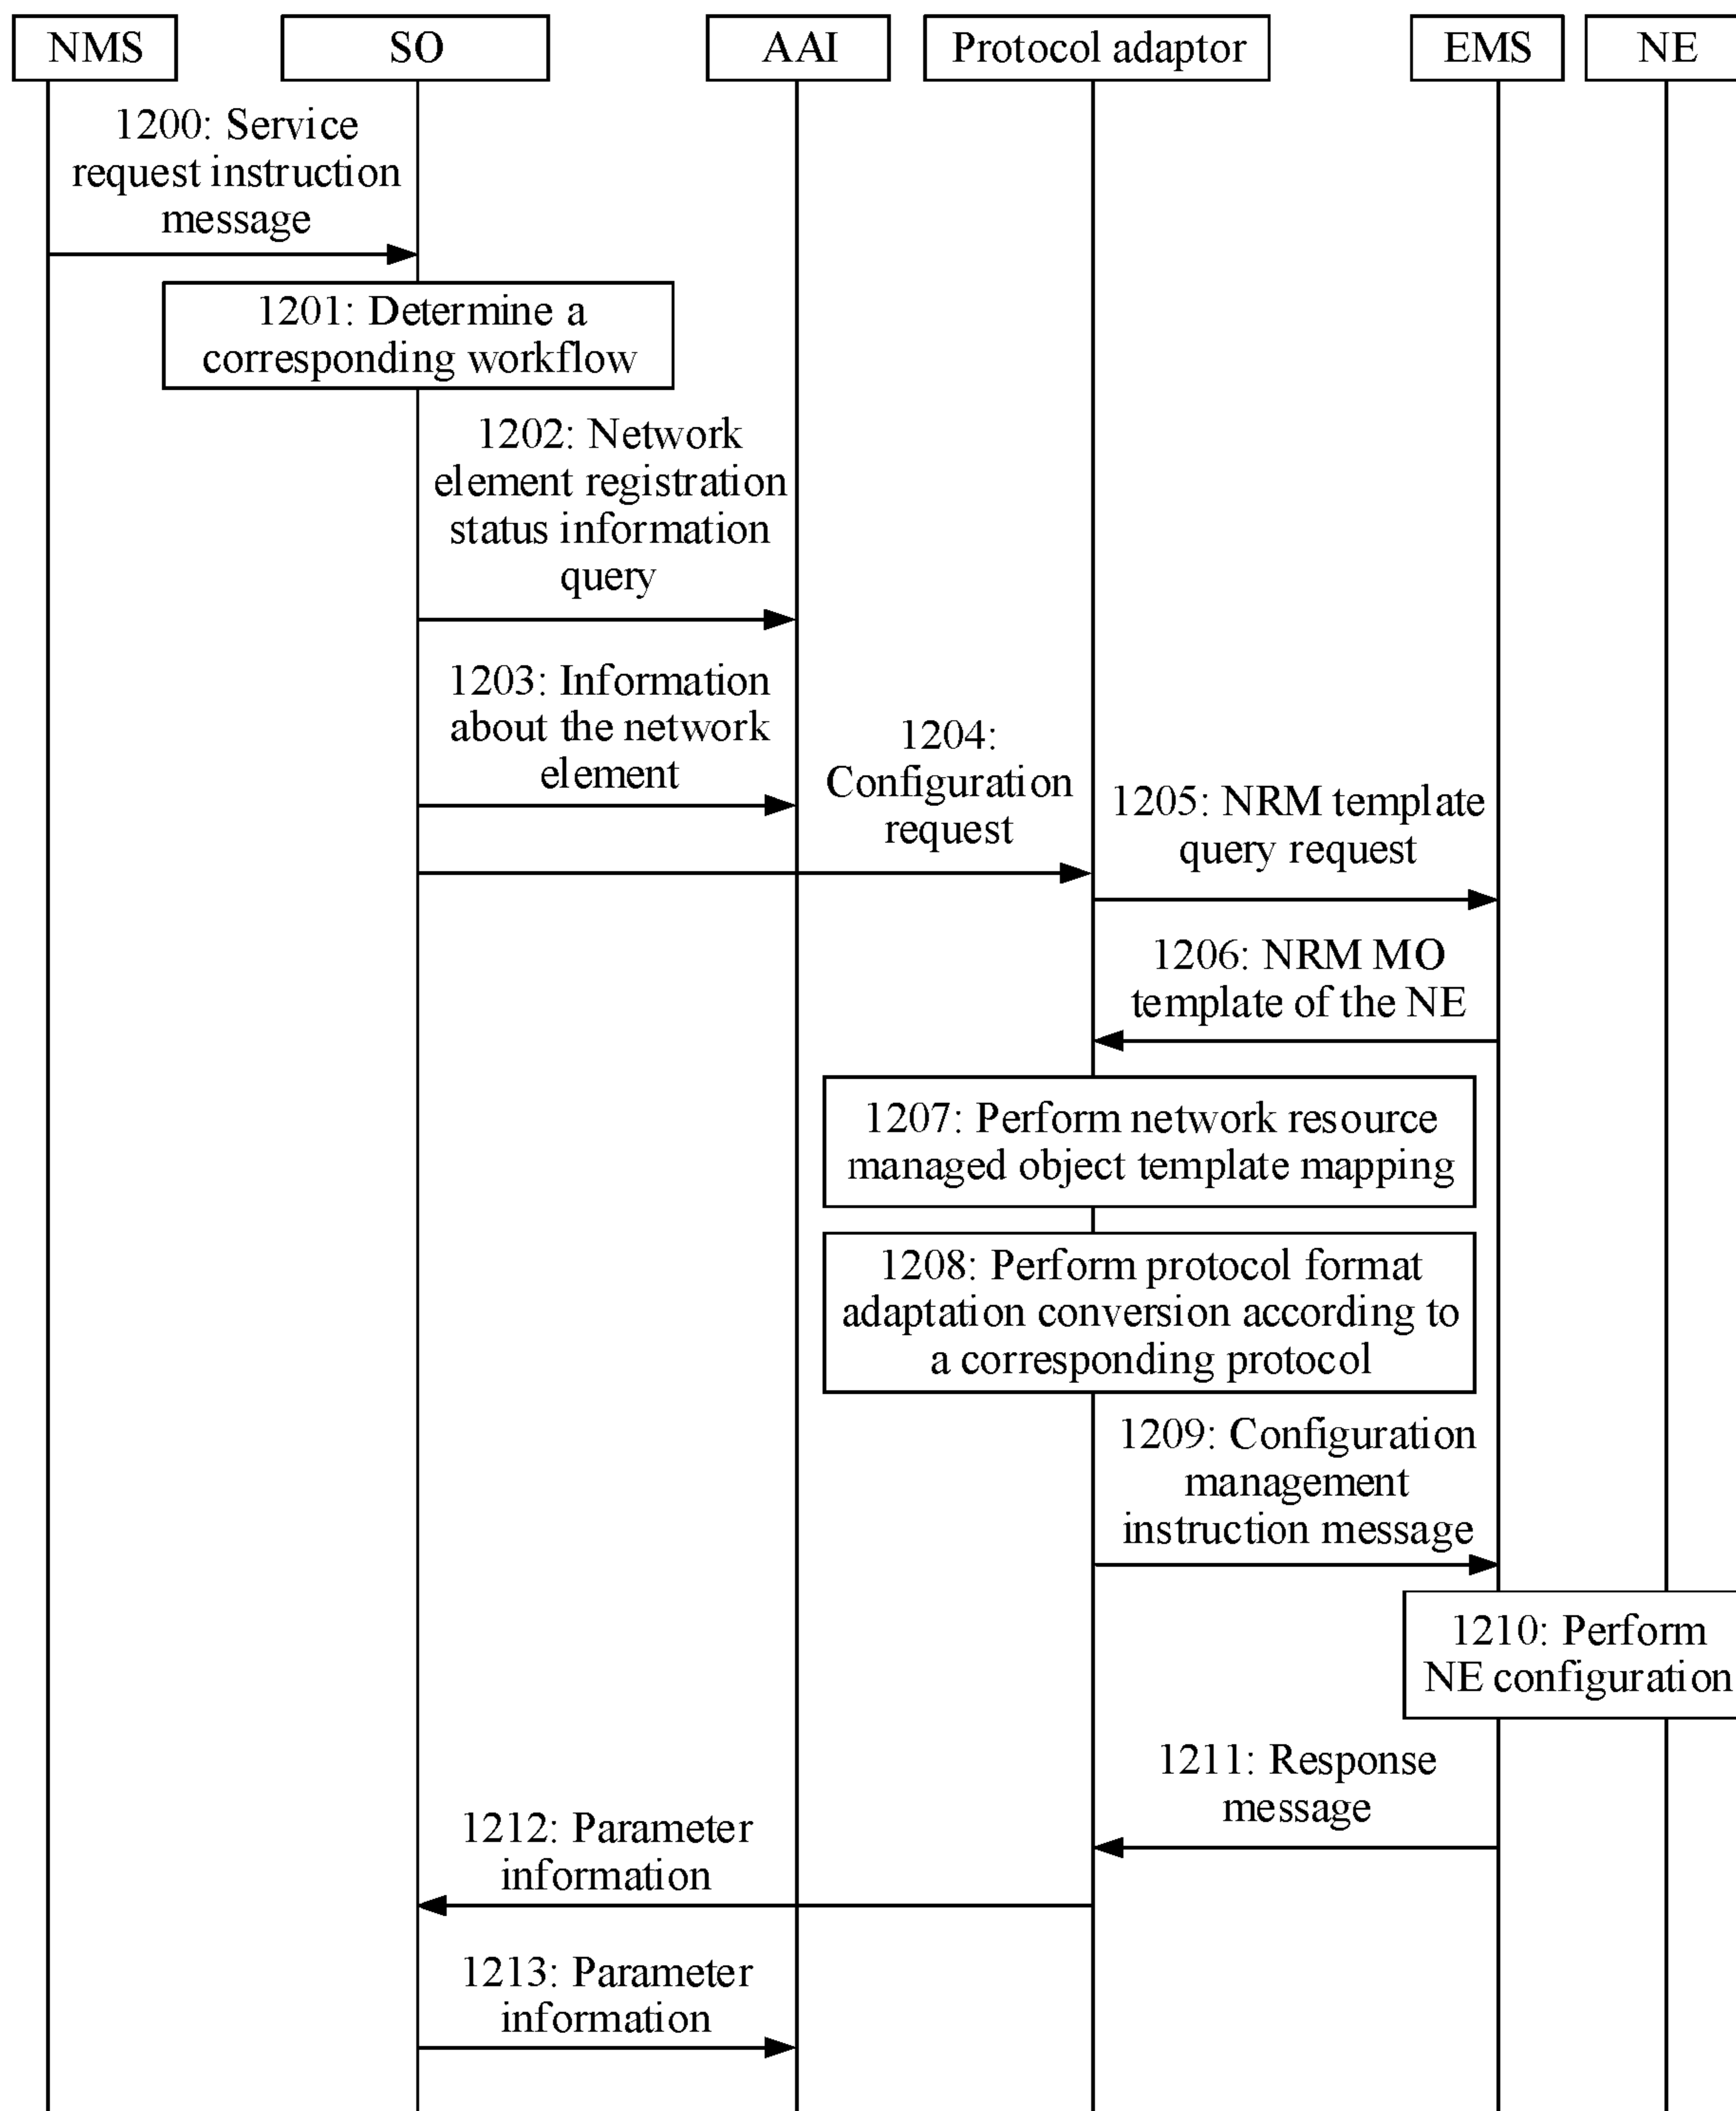 NMS
SO
AAI
Protocol adaptor
EMS
NE
1200: Service
request instruction
message
1201: Determine a
corresponding workflow
1202: Network
element registration
status information
query
1203: Information
about the network
element
1204:
Configuration
request
1205: NRM template
query request
1206: NRM MO
template of the NE
1207: Perform network resource
managed object template mapping
1208: Perform protocol format
adaptation conversion according to
a corresponding protocol
1209: Configuration
management
instruction message
1210: Perform
NE configuration
1211: Response
message
1212: Parameter
information
1213: Parameter
information